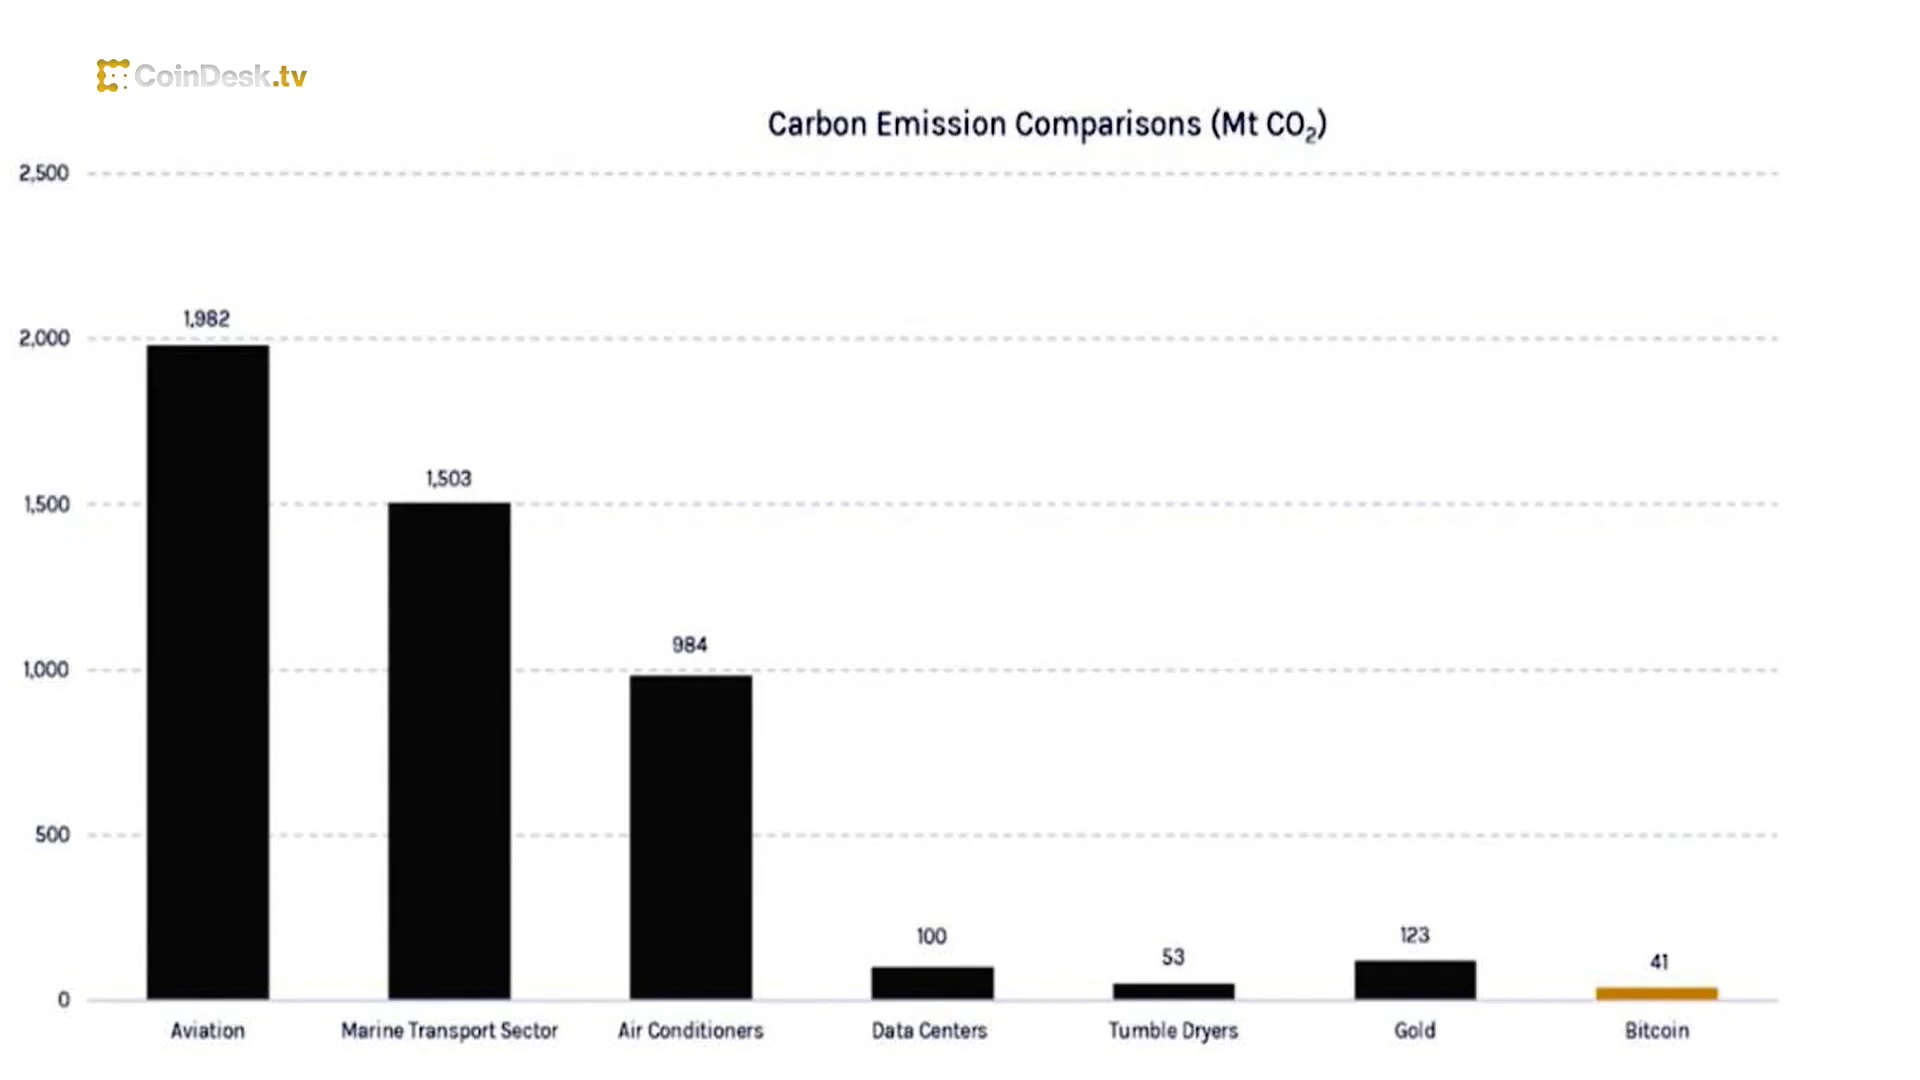 CoinDesk.tv
Carbon Emission Comparisons (Mt CO₂)
2,500
2,000
1,500
1,000
500
0
1,982
1,503
984
100
53
123
41
Aviation
Marine Transport Sector
Air Conditioners
Data Centers
Tumble Dryers
Gold
Bitcoin